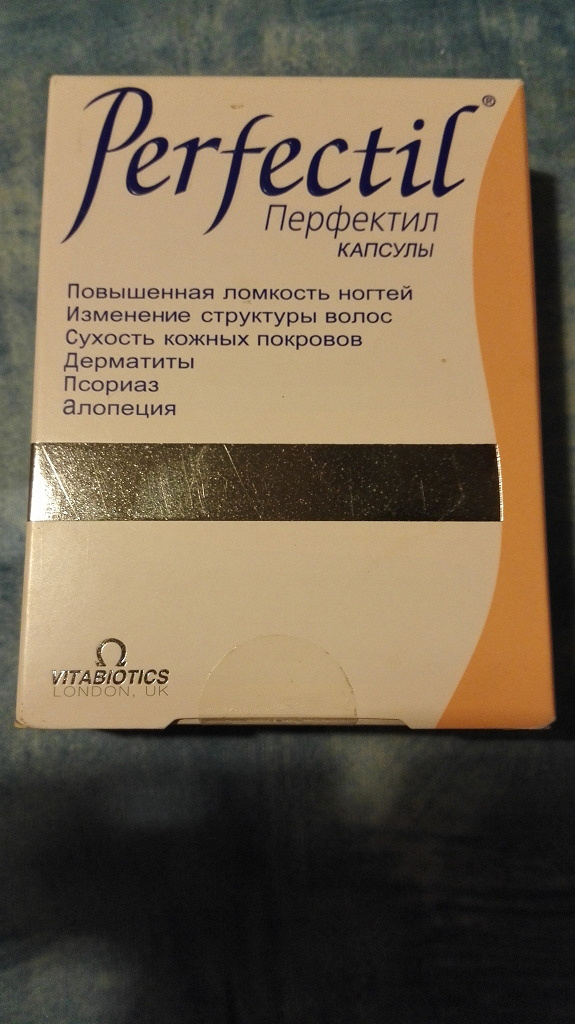 Perfectil®
Перфектил
КАПСУЛЫ
Повышенная ломкость ногтей
Изменение структуры волос
Сухость кожных покровов
Дерматиты
Псориаз
Алопеция
VITABIOTICS
LONDON, UK